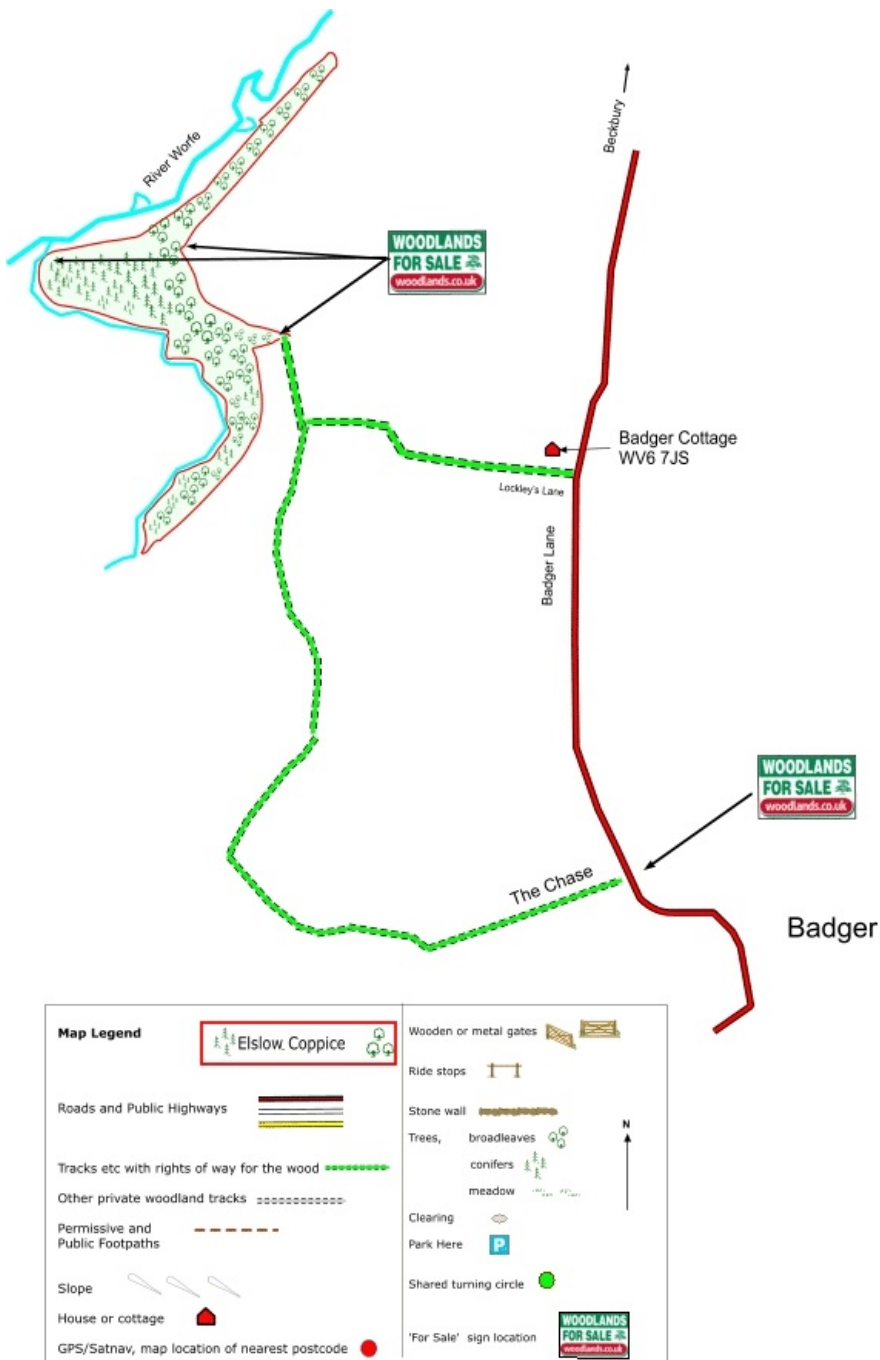 Beckbury
River Worfe
WOODLANDS
FOR SALE
woodlands.co.uk
Badger Cottage
WV6 7JS
Lockley's Lane
Badger Lane
WOODLANDS
FOR SALE
woodlands.co.uk
The Chase
Badger
Map Legend
Elslow Coppice
Roads and Public Highways
Tracks etc with rights of way for the wood
Other private woodland tracks
Permissive and
Public Footpaths
Slope
House or cottage
GPS/Satnav, map location of nearest postcode
Wooden or metal gates
Ride stops
Stone wall
Trees, broadleaves
conifers
meadow
N
Clearing
Park Here
P
Shared turning circle
'For Sale' sign location
WOODLANDS
FOR SALE
woodlands.co.uk